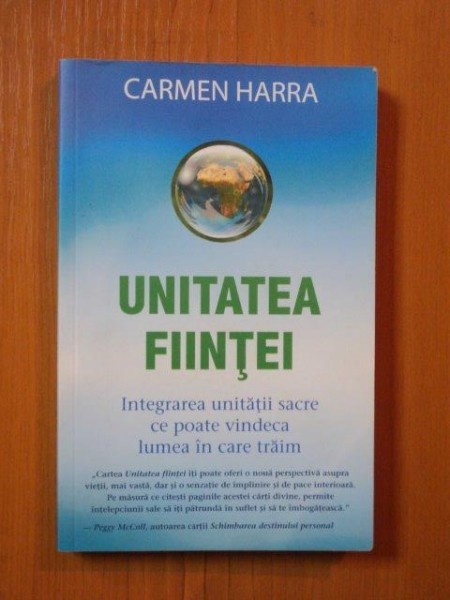 CARMEN HARRA
UNITATEA
FIINŢEI
Integrarea unităţii sacre
ce poate vindeca
lumea în care trăim
„Cartea Unitatea fiinţei îţi poate oferi o nouă perspectivă asupra
vieţii, mai vastă, dar şi o senzaţie de împlinire şi de pace interioară.
Pe măsură ce citeşti paginile acestei cărţi divine, permite
înţelepciunii sale să îţi pătrundă în suflet şi să te îmbogăţească.“
— Peggy McColl, autoarea cărţii Schimbarea destinului personal